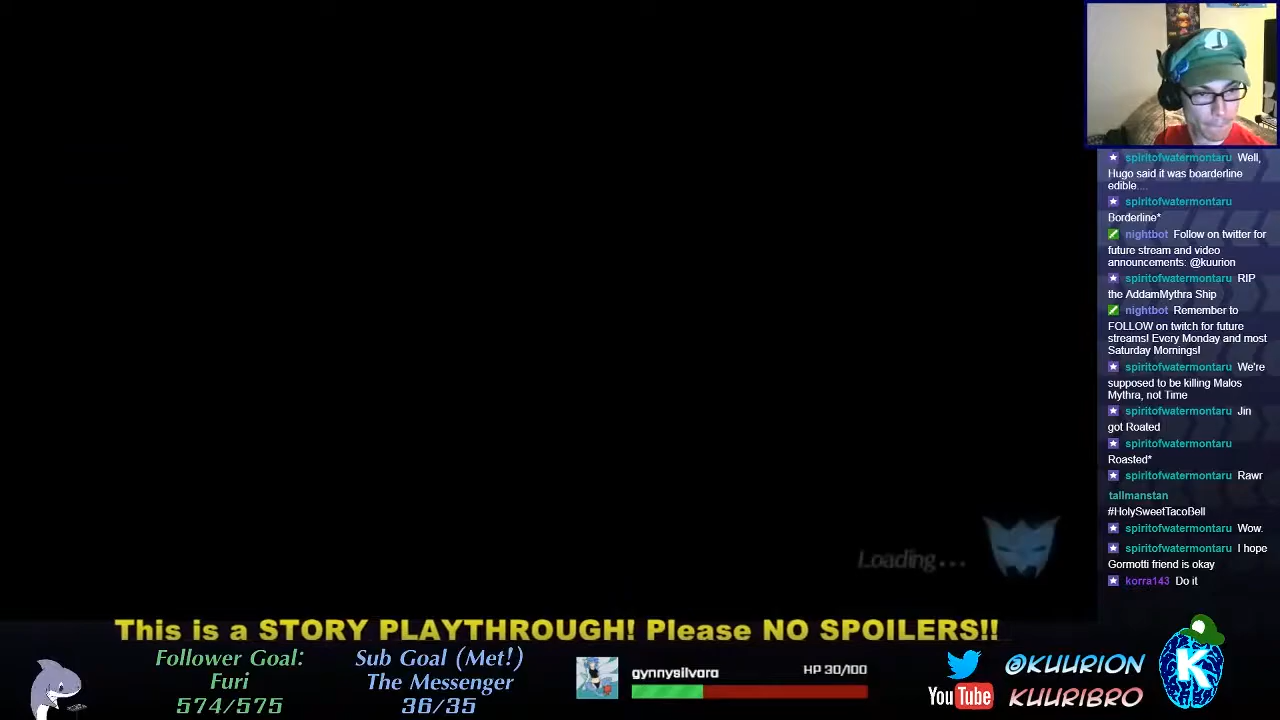 spiritofwatermontaru Well,
Hugo said it was boarderline
edible....
spiritofwatermontaru
Borderline*
nightbot Follow on twitter for
future stream and video
announcements: @kuurion
spiritofwatermontaru RIP
the AddamMythra Ship
nightbot Remember to
FOLLOW on twitch for future
streams! Every Monday and most
Saturday Mornings!
spiritofwatermontaru We're
supposed to be killing Malos
Mythra, not Time
spiritofwatermontaru Jin
got Roated
spiritofwatermontaru
Roasted*
spiritofwatermontaru Rawr
tallmanstan
#HolySweetTacoBell
spiritofwatermontaru Wow.
spiritofwatermontaru I hope
Gormotti friend is okay
korra143 Do it
Loading...
This is a STORY PLAYTHROUGH! Please NO SPOILERS!!
Follower Goal:
Furi
574/575
Sub Goal (Met!)
The Messenger
36/35
gynnysilvara HP 30/100
@KUURION
YouTube KUURIBRO
K